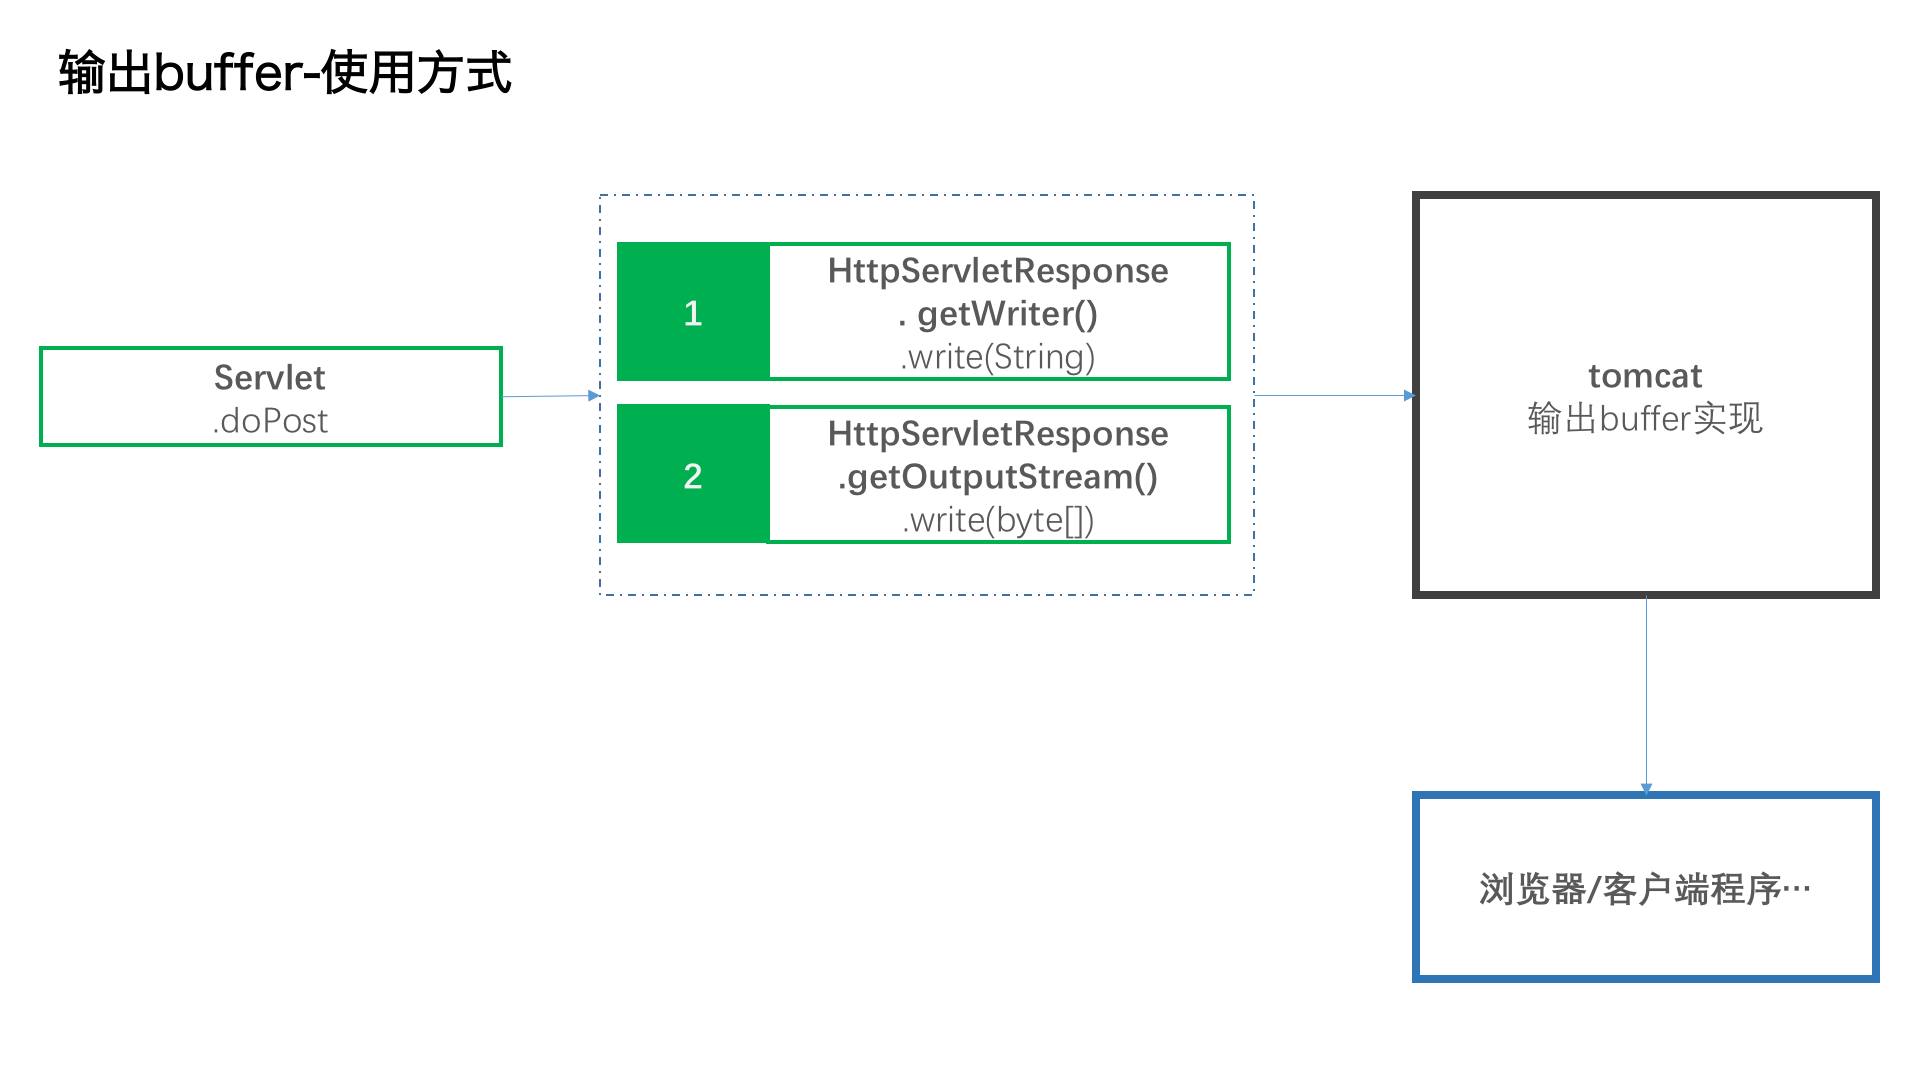 输出buffer-使用方式
Servlet
.doPost
1
HttpServletResponse
. getWriter()
.write(String)
2
HttpServletResponse
.getOutputStream()
.write(byte[])
tomcat
输出buffer实现
浏览器/客户端程序…